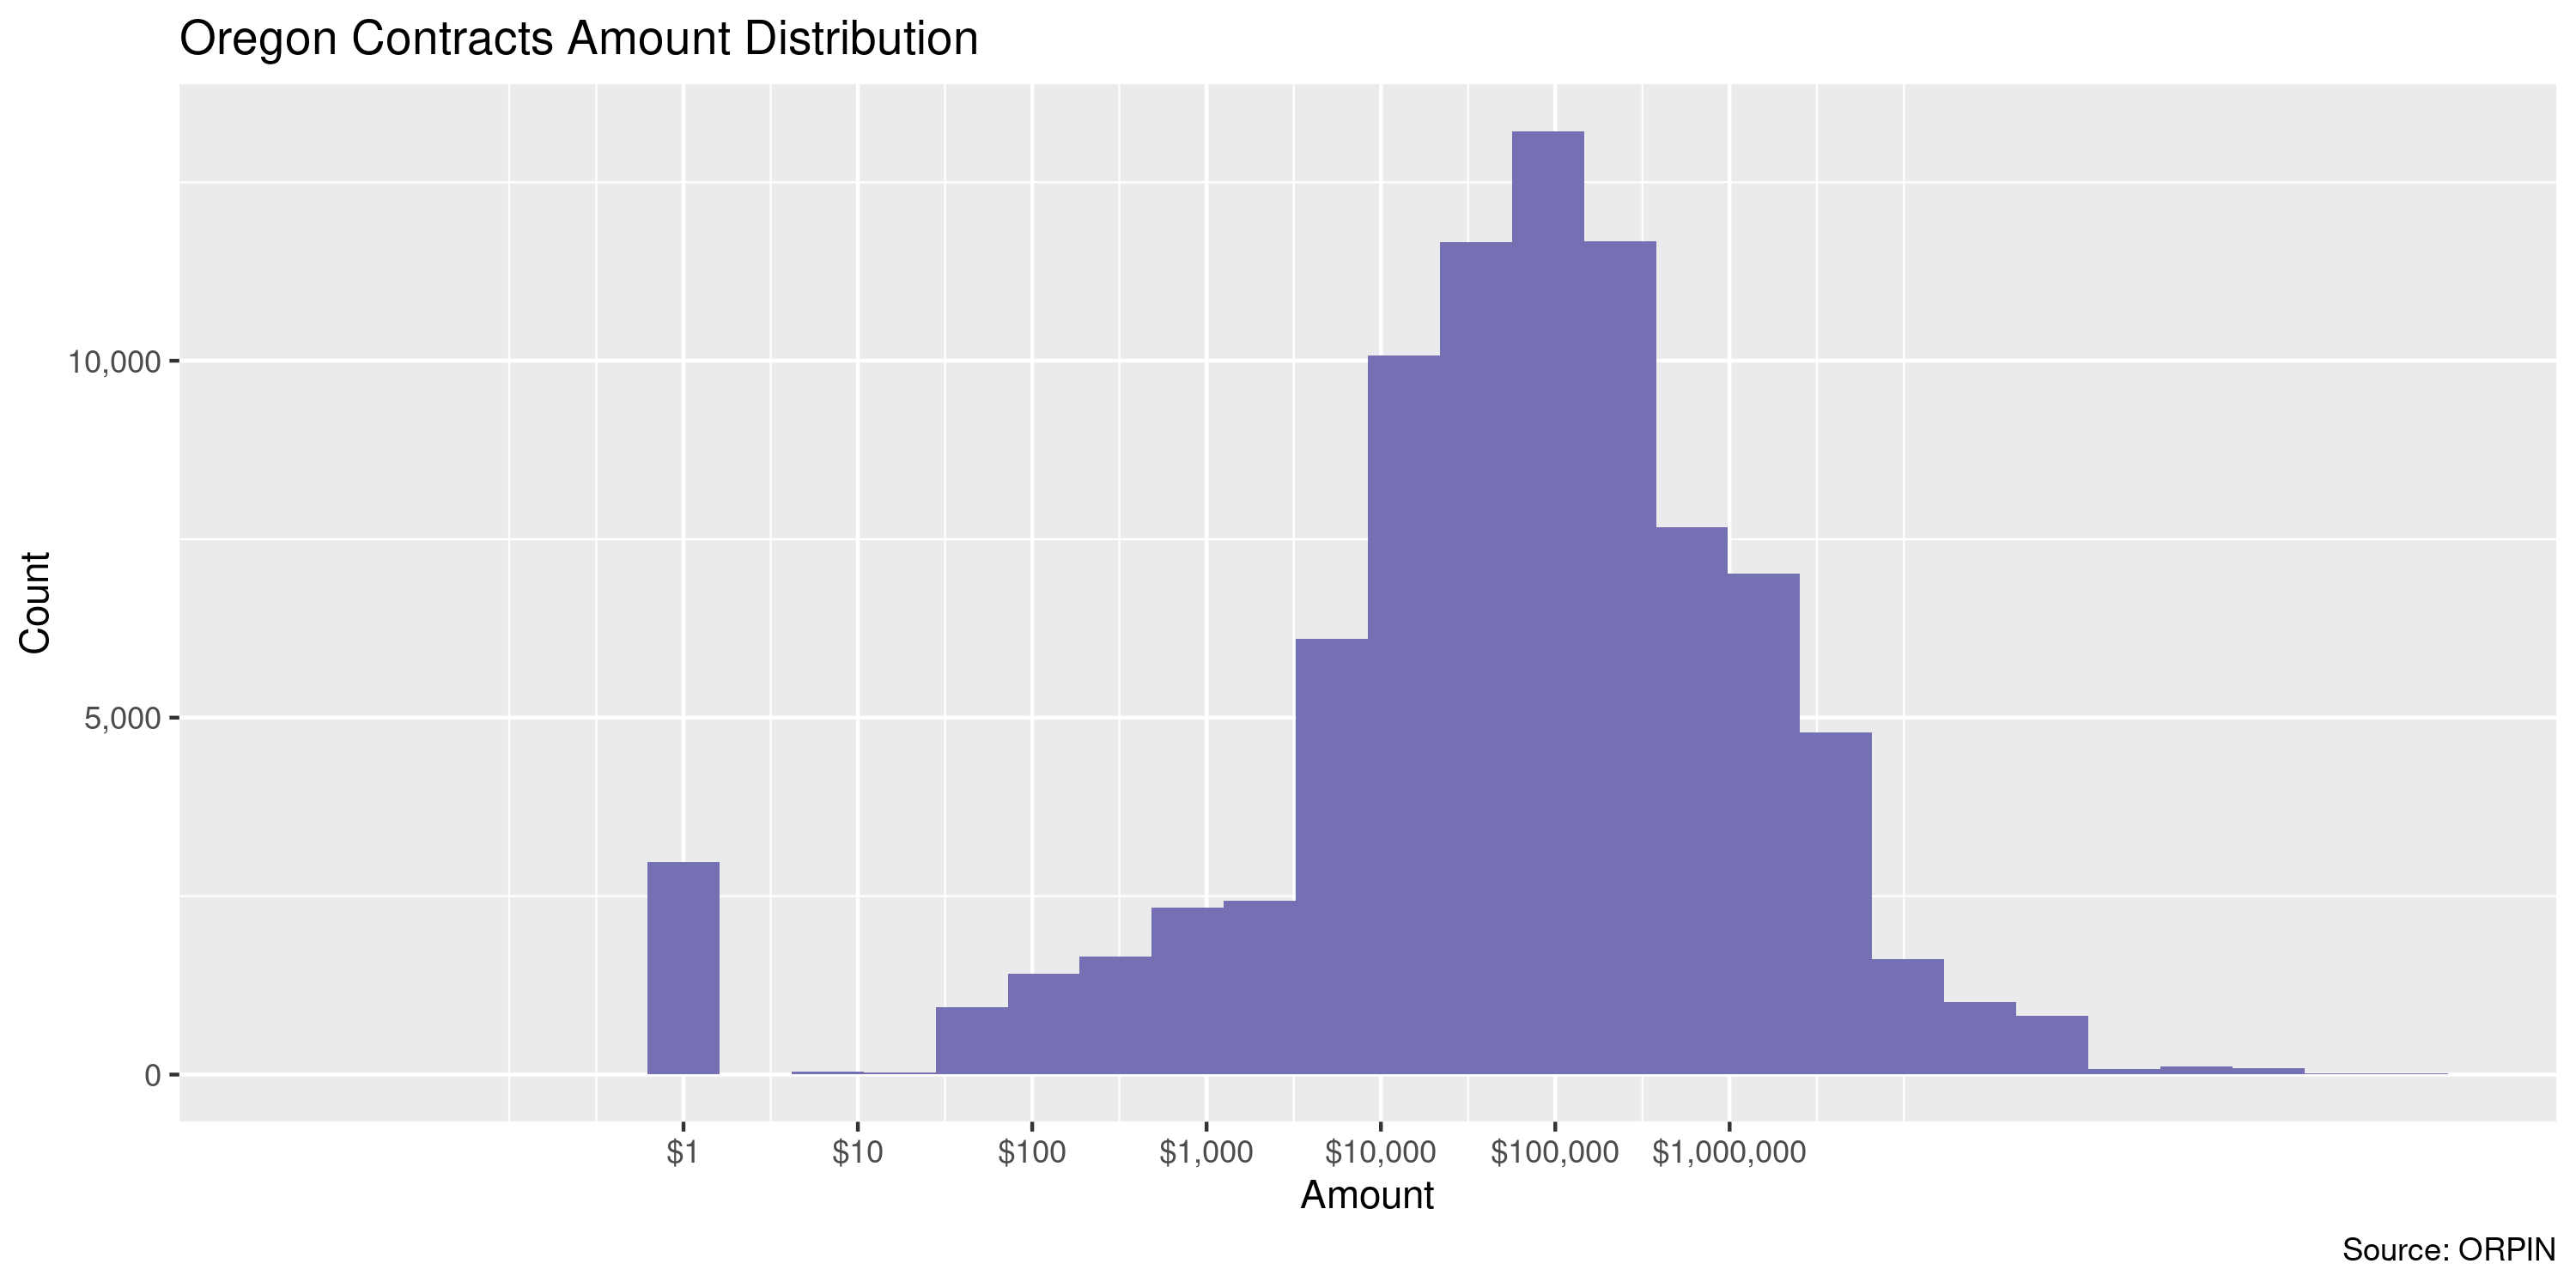 Oregon Contracts Amount Distribution
Count
10,000
5,000
0
$1 $10 $100 $1,000 $10,000 $100,000 $1,000,000
Amount
Source: ORPIN